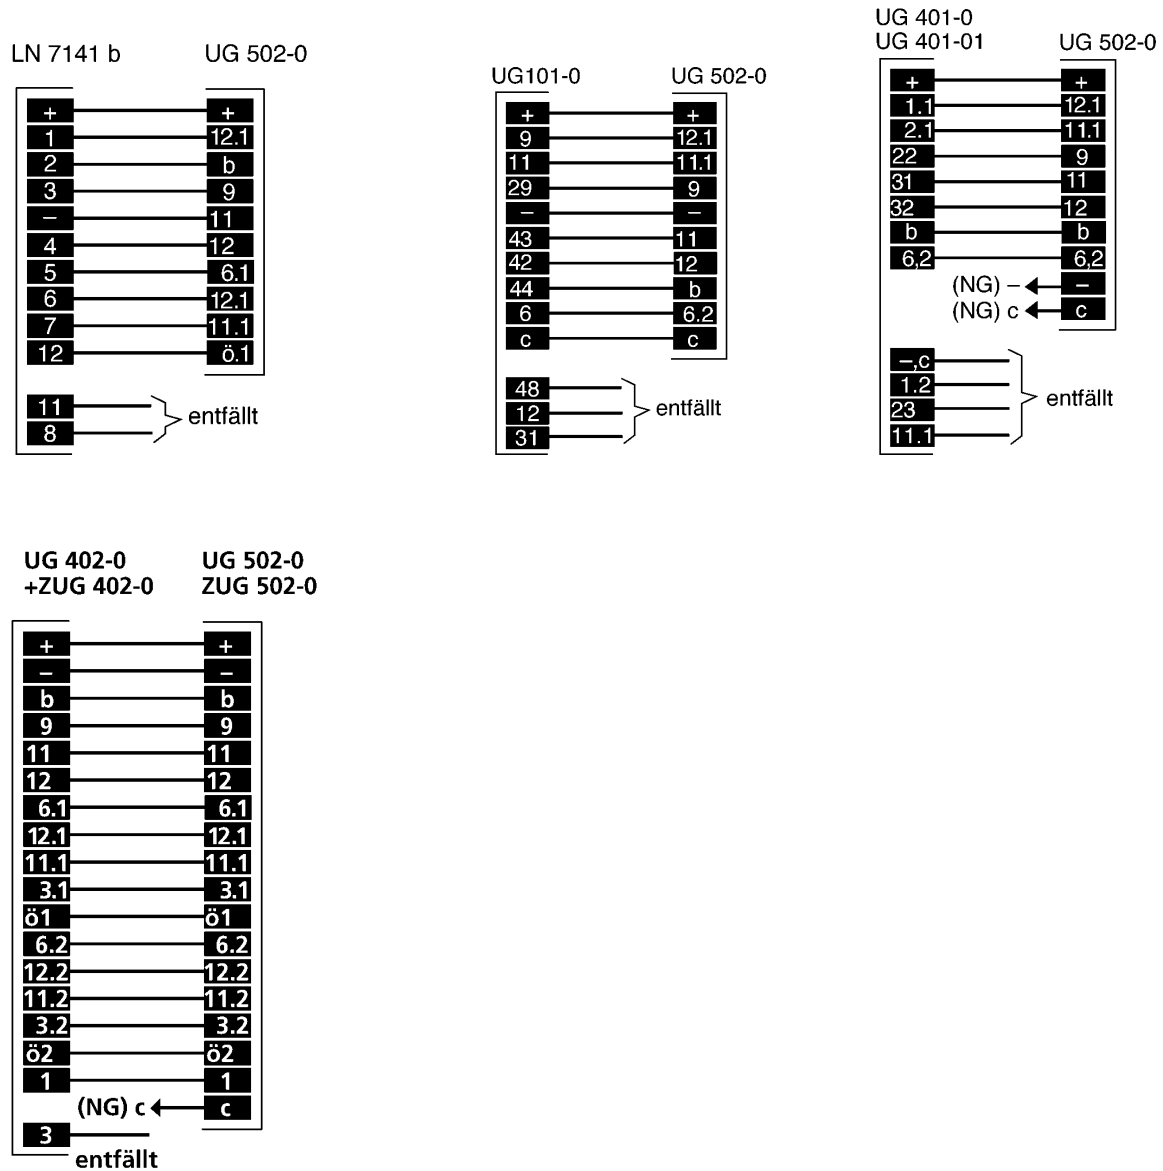 LN 7141 b UG 502-0
+ +
1 12.1
2 b
3 9
– 11
4 12
5 6.1
6 12.1
7 11.1
12 ö.1
11
8
entfällt
UG101-0 UG 502-0
+ +
9 12.1
11 11.1
29 9
– –
43 11
42 12
44 b
6 6.2
c c
48
12
31
entfällt
UG 401-0
UG 401-01 UG 502-0
+ +
1.1 12.1
2.1 11.1
22 9
31 11
32 12
b b
6,2 6,2
(NG) – –
(NG) c c
–,c
1.2
23
11.1
entfällt
UG 402-0 UG 502-0
+ZUG 402-0 ZUG 502-0
+ +
– –
b b
9 9
11 11
12 12
6.1 6.1
12.1 12.1
11.1 11.1
3.1 3.1
ö1 ö1
6.2 6.2
12.2 12.2
11.2 11.2
3.2 3.2
ö2 ö2
1 1
(NG) c c
3
entfällt